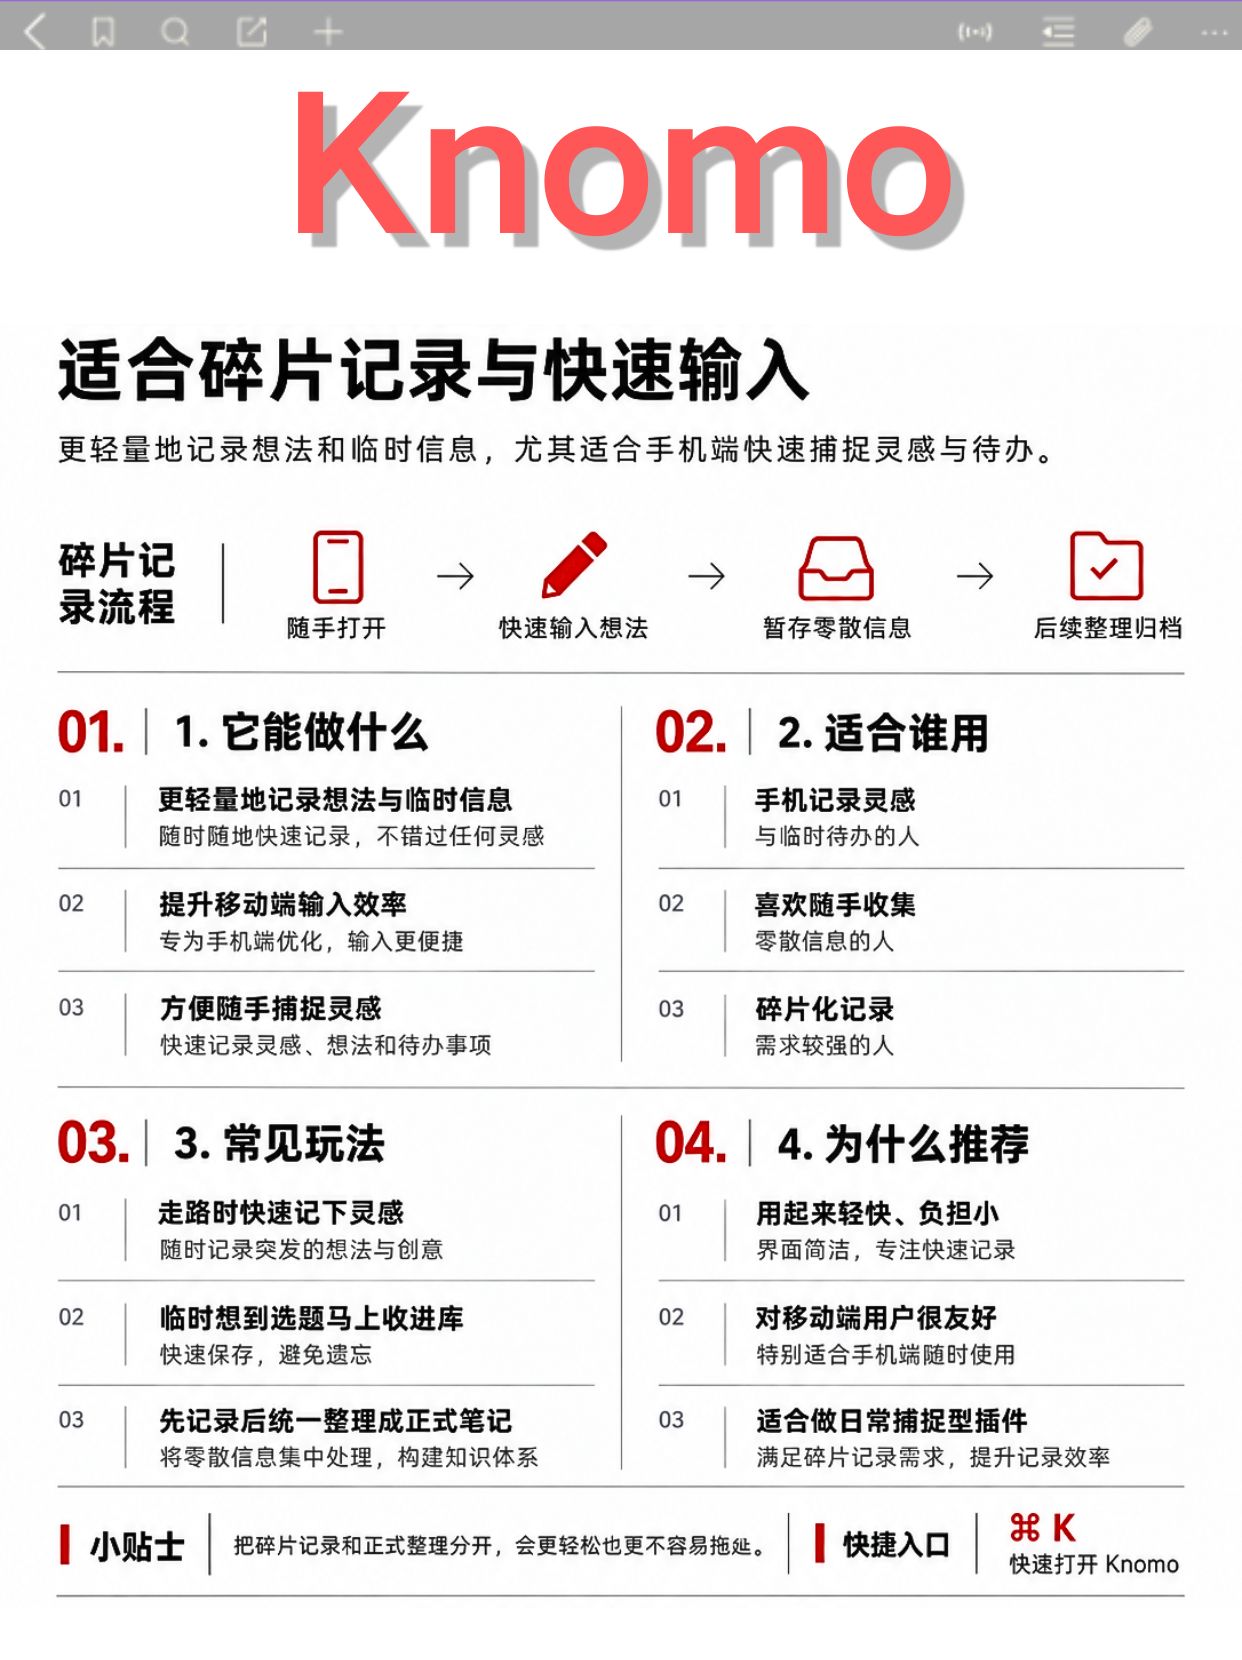 Knomo
适合碎片记录与快速输入
更轻量地记录想法和临时信息，尤其适合手机端快速捕捉灵感与待办。
碎片记
录流程
随手打开
快速输入想法
暂存零散信息
后续整理归档
01.
1. 它能做什么
01
更轻量地记录想法与临时信息
随时随地快速记录，不错过任何灵感
02
提升移动端输入效率
专为手机端优化，输入更便捷
03
方便随手捕捉灵感
快速记录灵感、想法和待办事项
02.
2. 适合谁用
01
手机记录灵感
与临时待办的人
02
喜欢随手收集
零散信息的人
03
碎片化记录
需求较强的人
03.
3. 常见玩法
01
走路时快速记下灵感
随时记录突发的想法与创意
02
临时想到选题马上收进库
快速保存，避免遗忘
03
先记录后统一整理成正式笔记
将零散信息集中处理，构建知识体系
04.
4. 为什么推荐
01
用起来轻快、负担小
界面简洁，专注快速记录
02
对移动端用户很友好
特别适合手机端随时使用
03
适合做日常捕捉型插件
满足碎片记录需求，提升记录效率
小贴士
把碎片记录和正式整理分开，会更轻松也更不容易拖延。
快捷入口
⌘ K
快速打开 Knomo